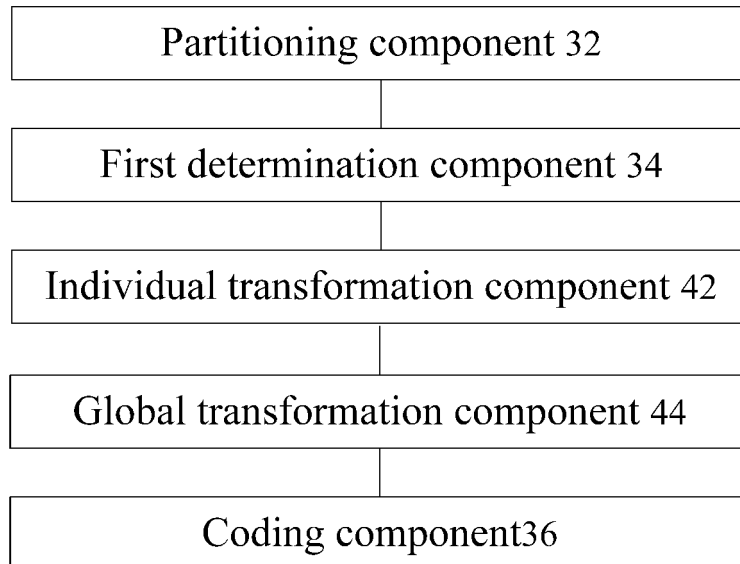 Partitioning component 32
First determination component 34
Individual transformation component 42
Global transformation component 44
Coding component36